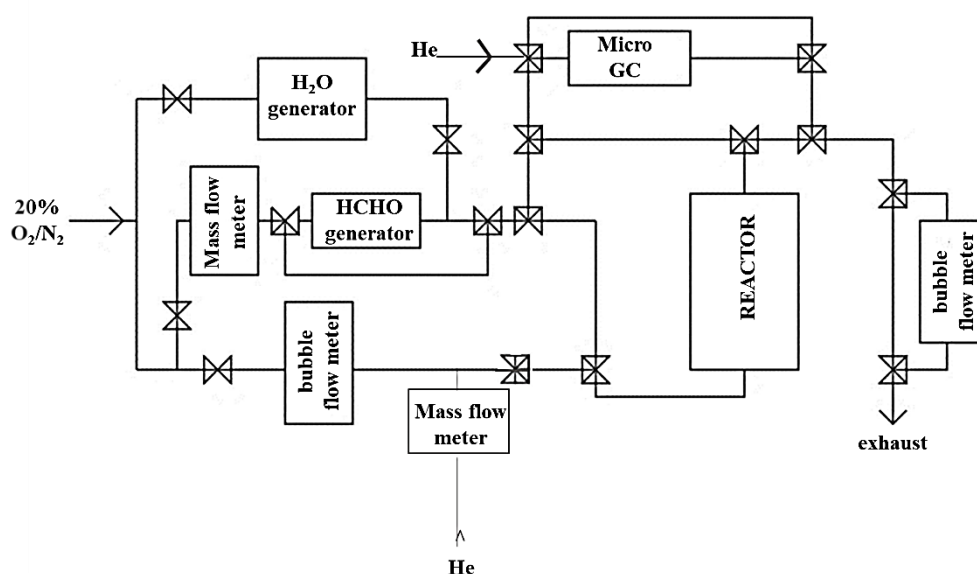 He
Micro
GC
H₂O
generator
20%
O₂/N₂
Mass flow
meter
HCHO
generator
REACTOR
bubble
flow meter
bubble
flow meter
Mass flow
meter
exhaust
He